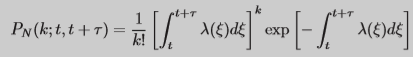 P_N(k; t, t + τ) = \frac{1}{k!} \left[ \int_t^{t+τ} λ(ξ)dξ \right]^k \exp \left[ -\int_t^{t+τ} λ(ξ)dξ \right]